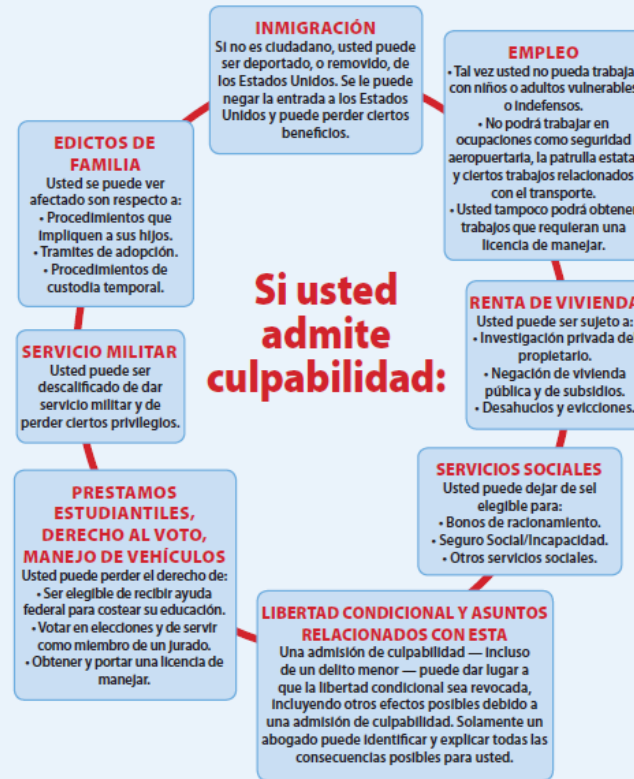 INMIGRACIÓN
Si no es ciudadano, usted puede
ser deportado, o removido, de
los Estados Unidos. Se le puede
negar la entrada a los Estados
Unidos y puede perder ciertos
beneficios.
EMPLEO
• Tal vez usted no pueda trabaja
con niños o adultos vulnerables
o indefensos.
• No podrá trabajar en
ocupaciones como seguridad
aeropuertaria, la patrulla estata
y ciertos trabajos relacionados
con el transporte.
• Usted tampoco podrá obtener
trabajos que requieran una
licencia de manejar.
RENTA DE VIVIENDA
Usted puede ser sujeto a:
• Investigación privada del
propietario.
• Negación de vivienda
pública y de subsidios.
• Desahucios y evicciones.
SERVICIOS SOCIALES
Usted puede dejar de sel
elegible para:
• Bonos de racionamiento.
• Seguro Social/Incapacidad.
• Otros servicios sociales.
LIBERTAD CONDICIONAL Y ASUNTOS
RELACIONADOS CON ESTA
Una admisión de culpabilidad — incluso
de un delito menor — puede dar lugar a
que la libertad condicional sea revocada,
incluyendo otros efectos posibles debido a
una admisión de culpabilidad. Solamente un
abogado puede identificar y explicar todas las
consecuencias posibles para usted.
PRESTAMOS
ESTUDIANTILES,
DERECHO AL VOTO,
MANEJO DE VEHÍCULOS
Usted puede perder el derecho de:
• Ser elegible de recibir ayuda
federal para costear su educación.
• Votar en elecciones y de servir
como miembro de un jurado.
• Obtener y portar una licencia de
manejar.
SERVICIO MILITAR
Usted puede ser
descalificado de dar
servicio militar y de
perder ciertos privilegios.
EDICTOS DE
FAMILIA
Usted se puede ver
afectado son respecto a:
• Procedimientos que
impliquen a sus hijos.
• Tramites de adopción.
• Procedimientos de
custodia temporal.
Si usted
admite
culpabilidad: